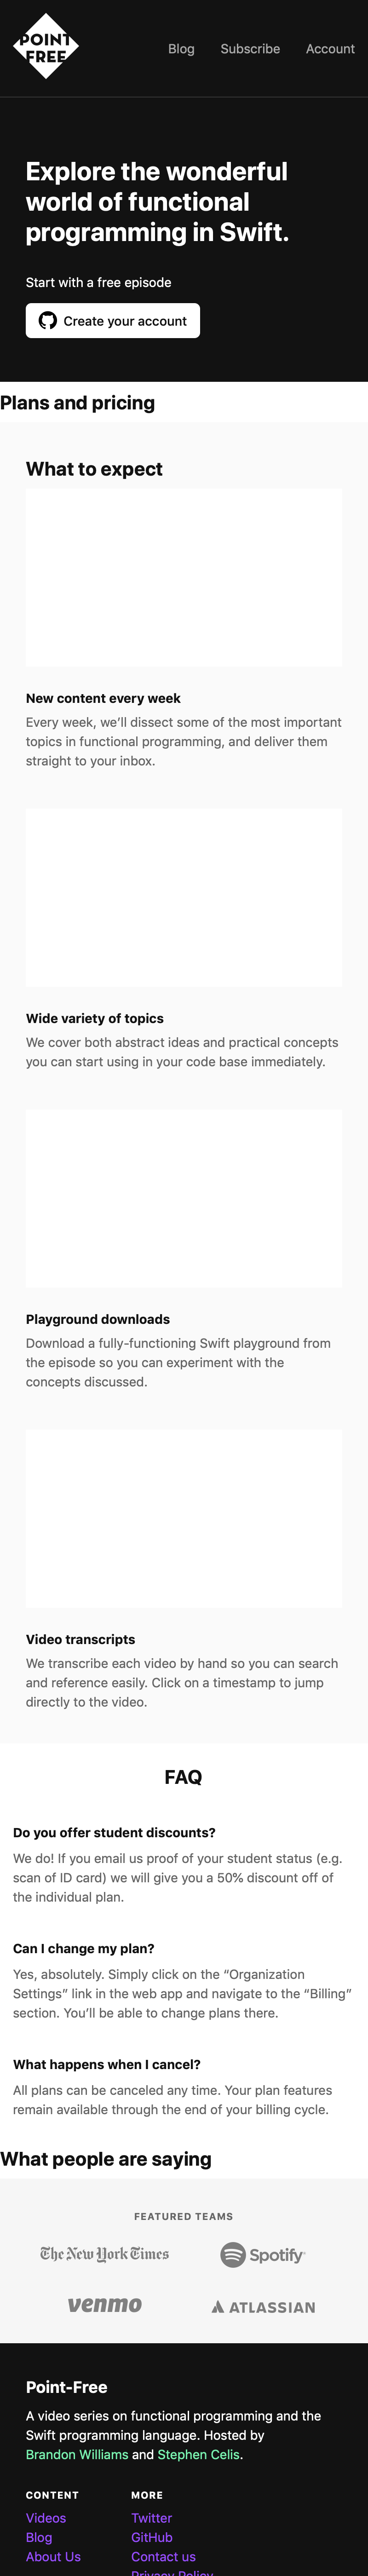 POINT
FREE
Blog Subscribe Account
Explore the wonderful
world of functional
programming in Swift.
Start with a free episode
Create your account
Plans and pricing
What to expect
New content every week
Every week, we’ll dissect some of the most important
topics in functional programming, and deliver them
straight to your inbox.
Wide variety of topics
We cover both abstract ideas and practical concepts
you can start using in your code base immediately.
Playground downloads
Download a fully-functioning Swift playground from
the episode so you can experiment with the
concepts discussed.
Video transcripts
We transcribe each video by hand so you can search
and reference easily. Click on a timestamp to jump
directly to the video.
FAQ
Do you offer student discounts?
We do! If you email us proof of your student status (e.g.
scan of ID card) we will give you a 50% discount off of
the individual plan.
Can I change my plan?
Yes, absolutely. Simply click on the “Organization
Settings” link in the web app and navigate to the “Billing”
section. You’ll be able to change plans there.
What happens when I cancel?
All plans can be canceled any time. Your plan features
remain available through the end of your billing cycle.
What people are saying
FEATURED TEAMS
The New York Times Spotify
venmo ATLASSIAN
Point-Free
A video series on functional programming and the
Swift programming language. Hosted by
Brandon Williams and Stephen Celis.
CONTENT
Videos
Blog
About Us
MORE
Twitter
GitHub
Contact us
Privacy Policy